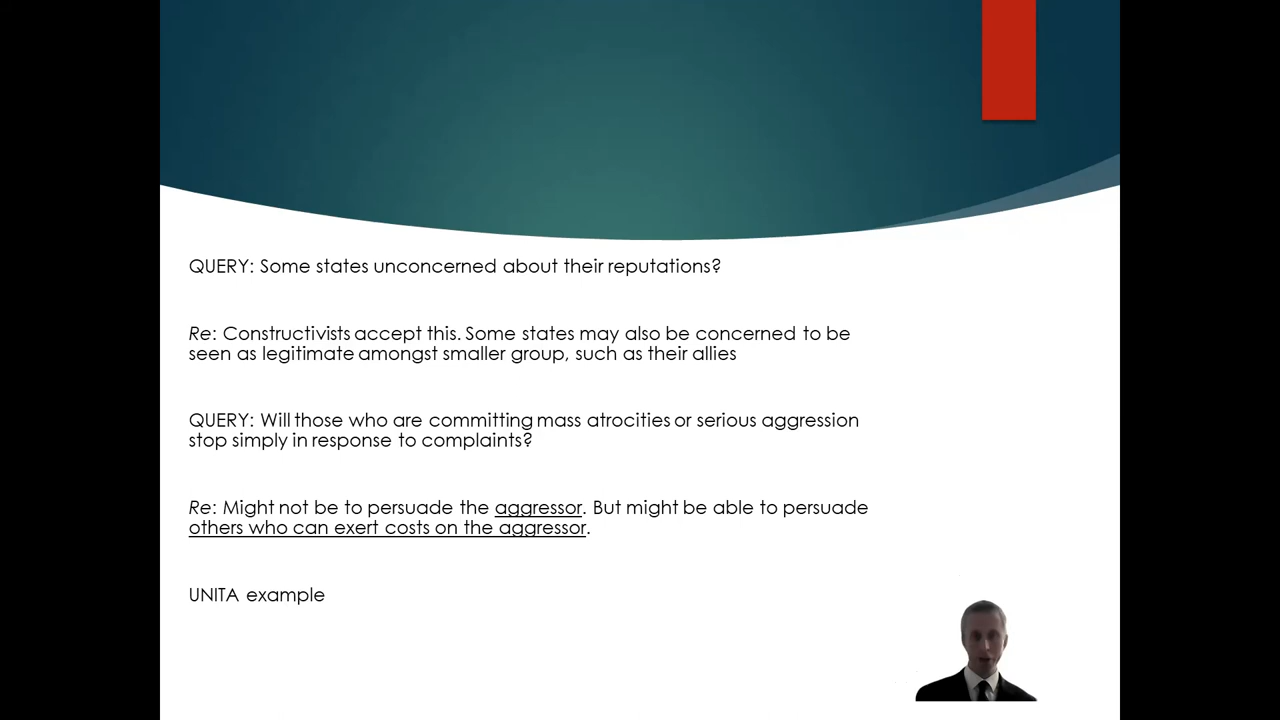 QUERY: Some states unconcerned about their reputations?
Re: Constructivists accept this. Some states may also be concerned to be
seen as legitimate amongst smaller group, such as their allies
QUERY: Will those who are committing mass atrocities or serious aggression
stop simply in response to complaints?
Re: Might not be to persuade the aggressor. But might be able to persuade
others who can exert costs on the aggressor.
UNITA example